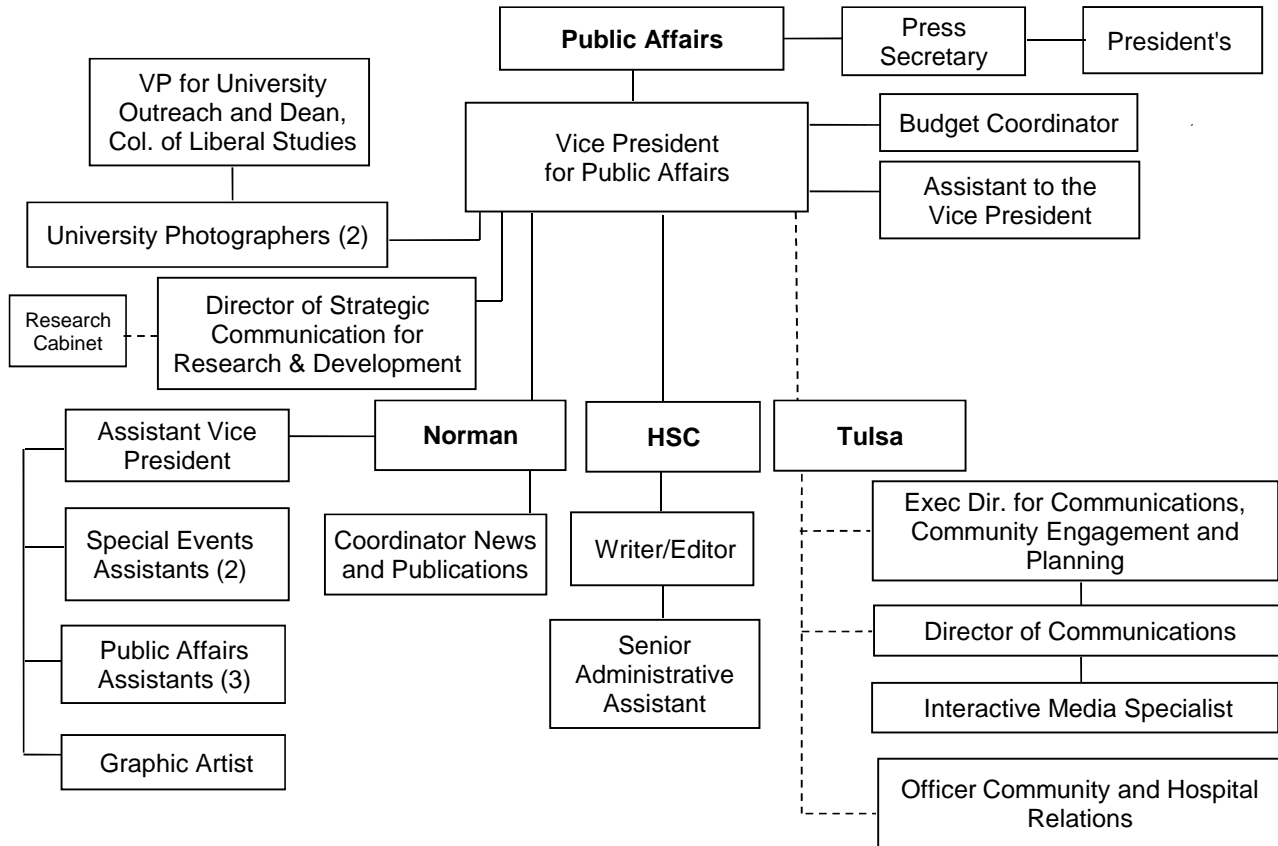 Public Affairs
Press
Secretary
President's
VP for University
Outreach and Dean,
Col. of Liberal Studies
Vice President
for Public Affairs
Budget Coordinator
Assistant to the
Vice President
University Photographers (2)
Research
Cabinet
Director of Strategic
Communication for
Research & Development
Assistant Vice
President
Norman
HSC
Tulsa
Special Events
Assistants (2)
Coordinator News
and Publications
Writer/Editor
Exec Dir. for Communications,
Community Engagement and
Planning
Public Affairs
Assistants (3)
Senior
Administrative
Assistant
Director of Communications
Interactive Media Specialist
Graphic Artist
Officer Community and Hospital
Relations